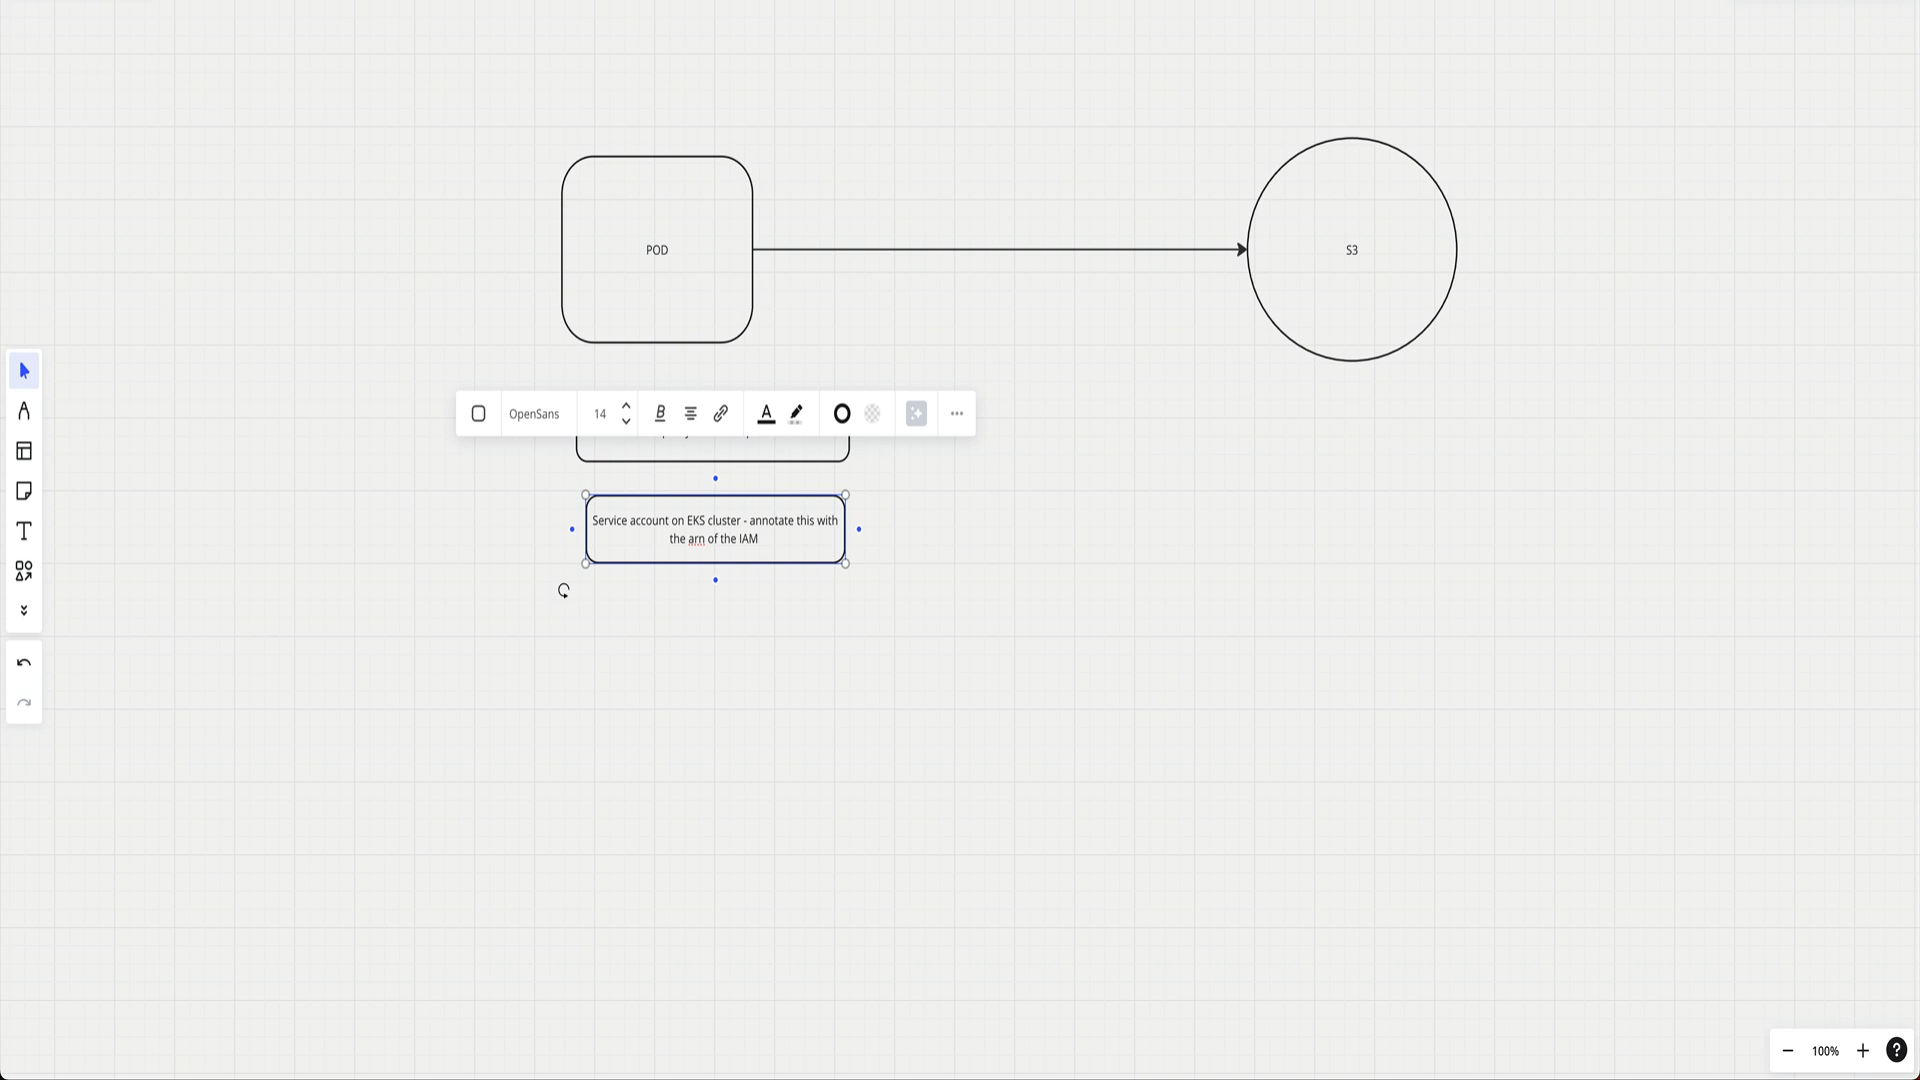 POD
S3
OpenSans
14
Service account on EKS cluster - annotate this with
the arn of the IAM
100%